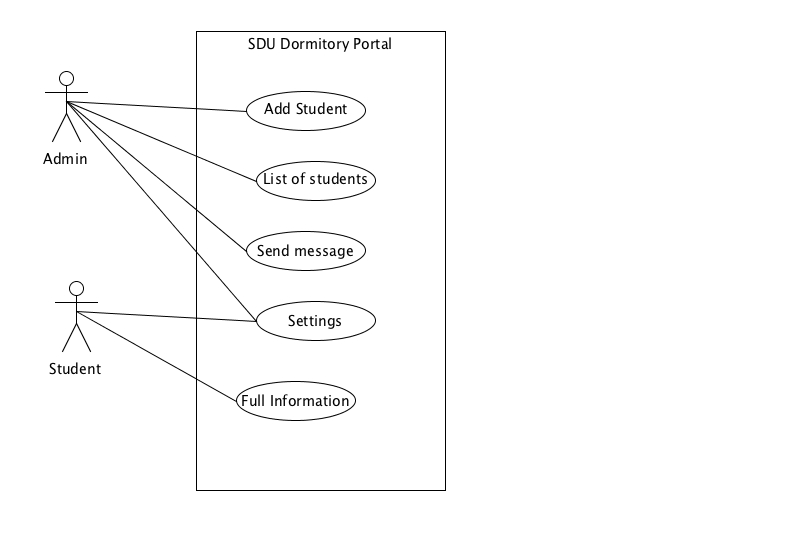 SDU Dormitory Portal
Add Student
Admin
List of students
Send message
Settings
Student
Full Information